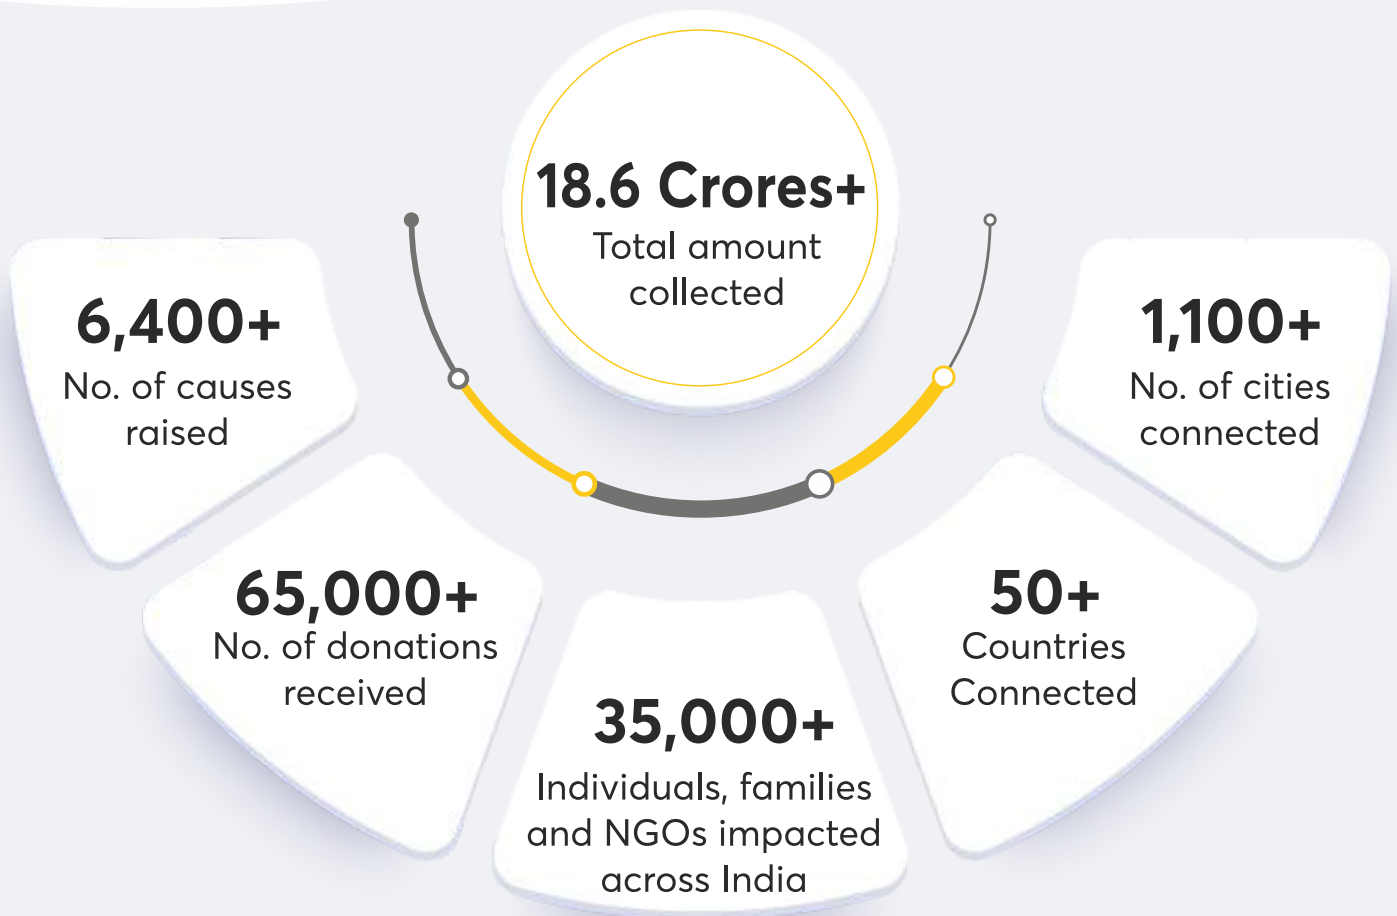 18.6 Crores+
Total amount
collected
6,400+
No. of causes
raised
65,000+
No. of donations
received
35,000+
Individuals, families
and NGOs impacted
across India
50+
Countries
Connected
1,100+
No. of cities
connected